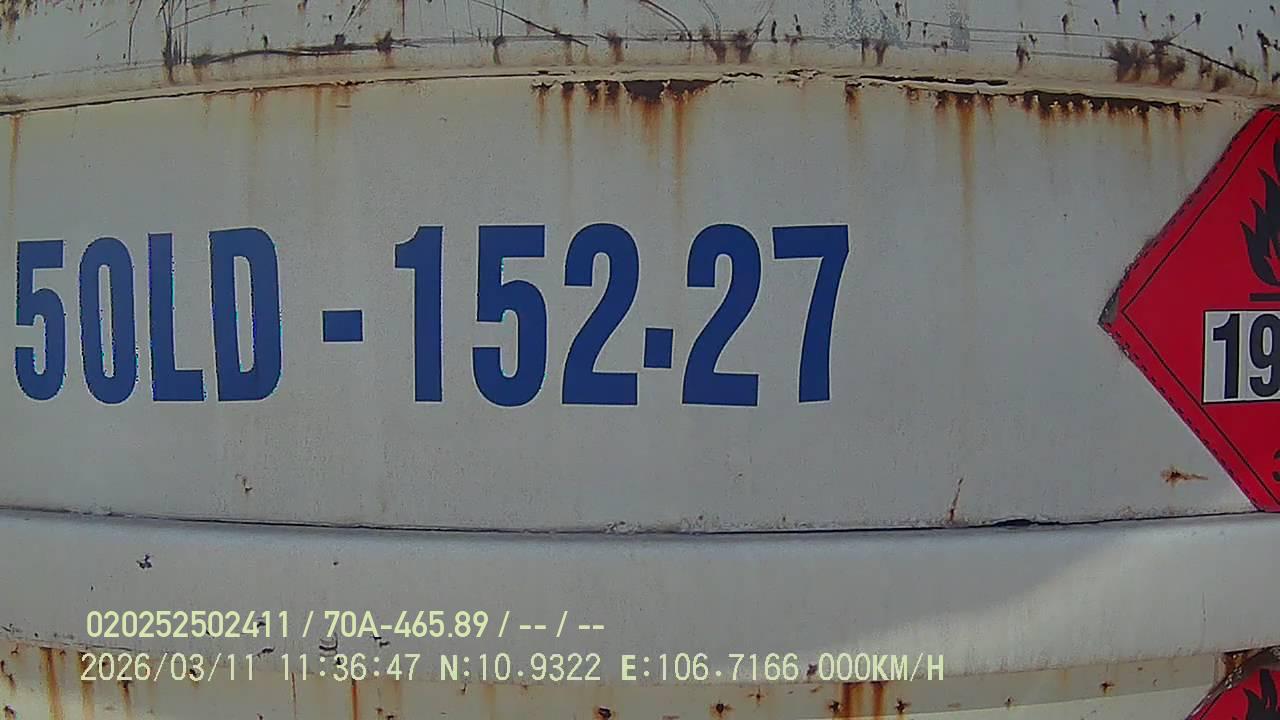 50LD-152.27
19
020252502411 / 70A-465.89 / -- / --
2026/03/11 11:36:47 N:10.9322 E:106.7166 000KM/H